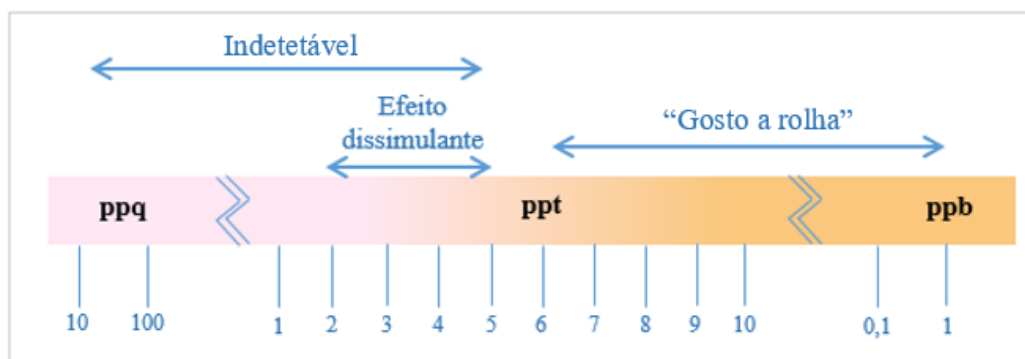 Indetetável
Efeito
dissimulante
“Gosto a rolha”
ppq
ppt
ppb
10 100 1 2 3 4 5 6 7 8 9 10 0,1 1